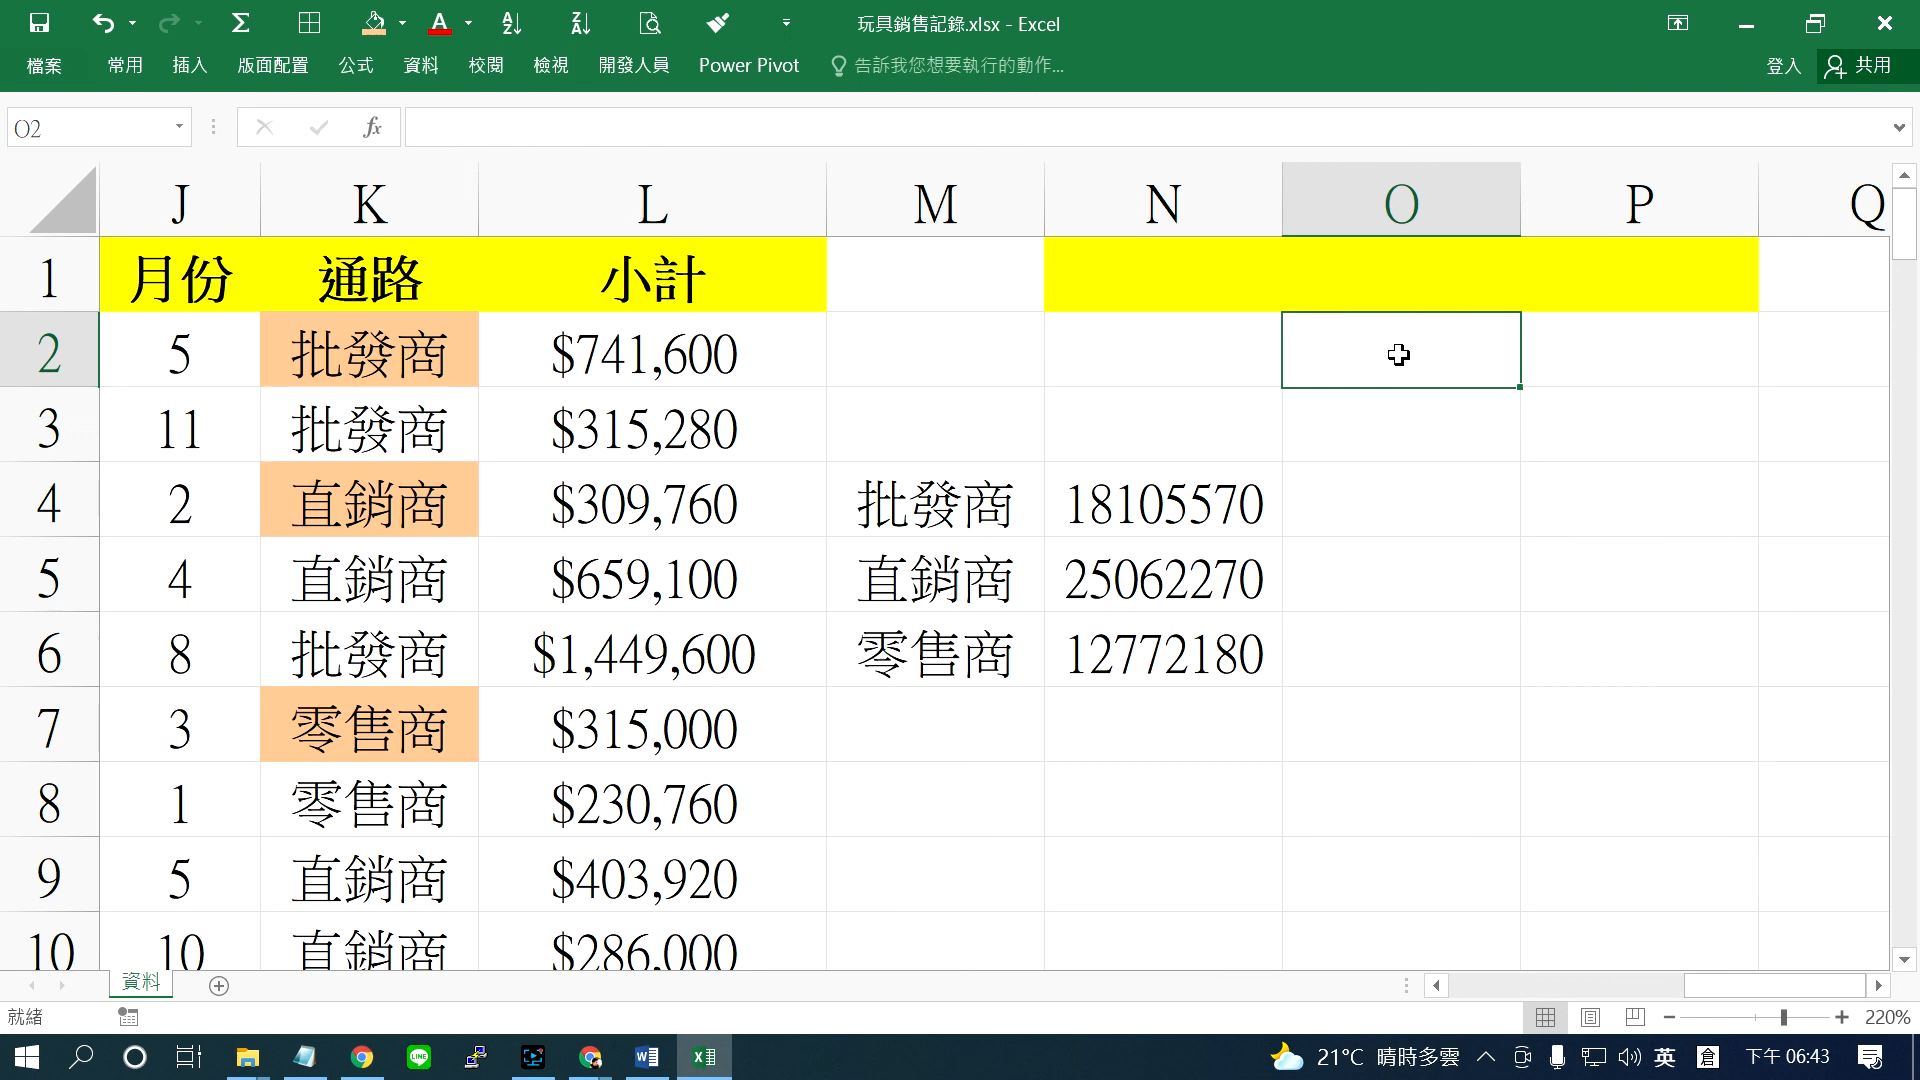 玩具銷售記錄.xlsx - Excel
檔案 常用 插入 版面配置 公式 資料 校閱 檢視 開發人員 Power Pivot 告訴我您想要執行的動作... 登入 共用
O2 fx
J K L M N O P Q
1 月份 通路 小計
2 5 批發商 $741,600
3 11 批發商 $315,280
4 2 直銷商 $309,760 批發商 18105570
5 4 直銷商 $659,100 直銷商 25062270
6 8 批發商 $1,449,600 零售商 12772180
7 3 零售商 $315,000
8 1 零售商 $230,760
9 5 直銷商 $403,920
10 10 直銷商 $286,000
資料
就緒 220%
21°C 晴時多雲 英 倉 下午 06:43